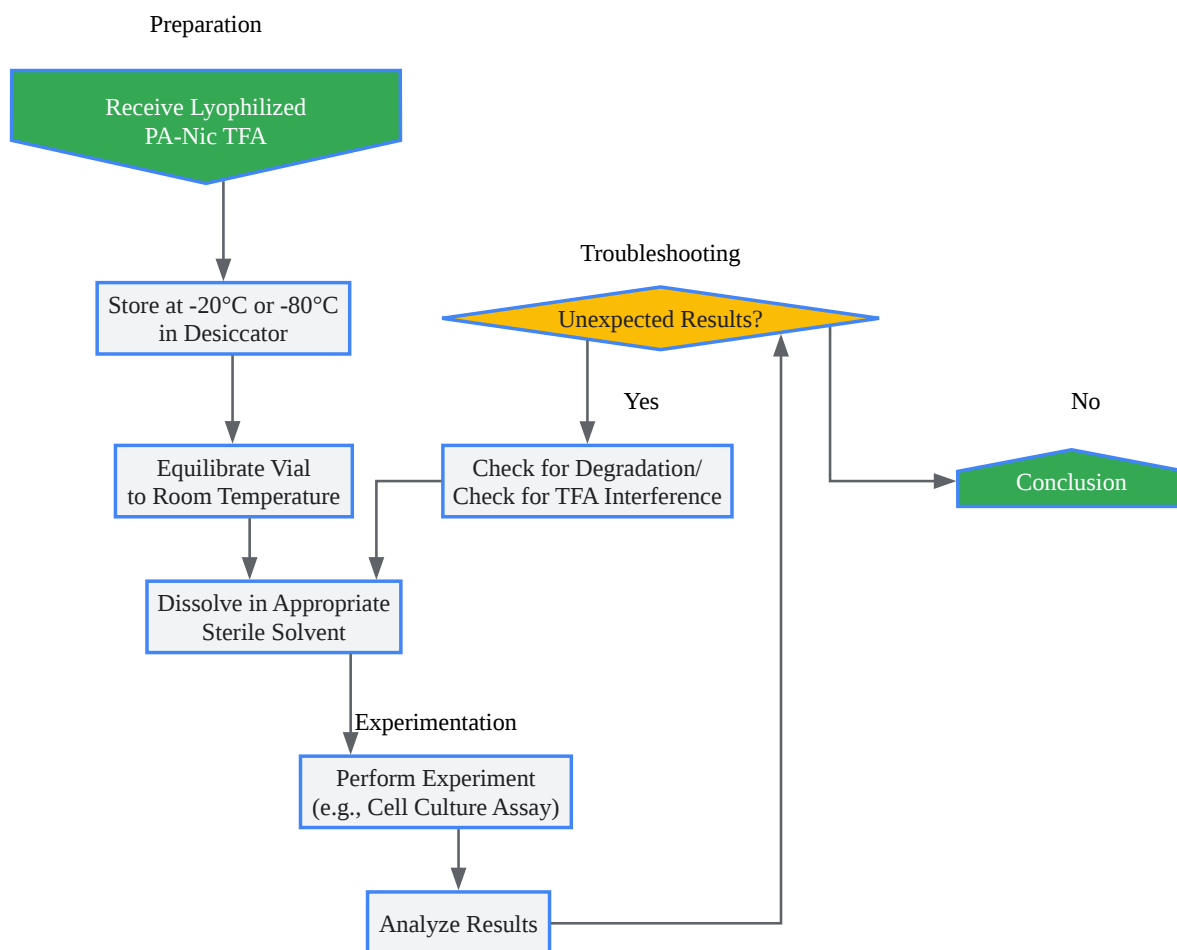 Preparation
Receive Lyophilized
PA-Nic TFA
Store at -20°C or -80°C
in Desiccator
Equilibrate Vial
to Room Temperature
Dissolve in Appropriate
Sterile Solvent
Experimentation
Perform Experiment
(e.g., Cell Culture Assay)
Analyze Results
Troubleshooting
Unexpected Results?
Yes
Check for Degradation/
Check for TFA Interference
No
Conclusion